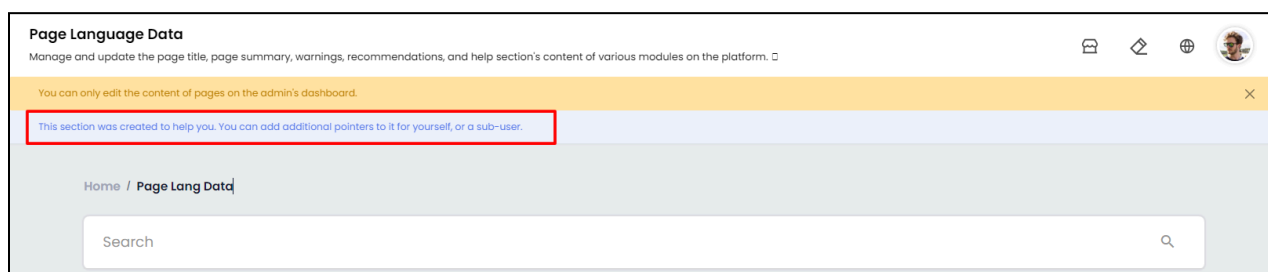 Page Language Data
Manage and update the page title, page summary, warnings, recommendations, and help section's content of various modules on the platform.
You can only edit the content of pages on the admin's dashboard.
This section was created to help you. You can add additional pointers to it for yourself, or a sub-user.
Home / Page Lang Data
Search